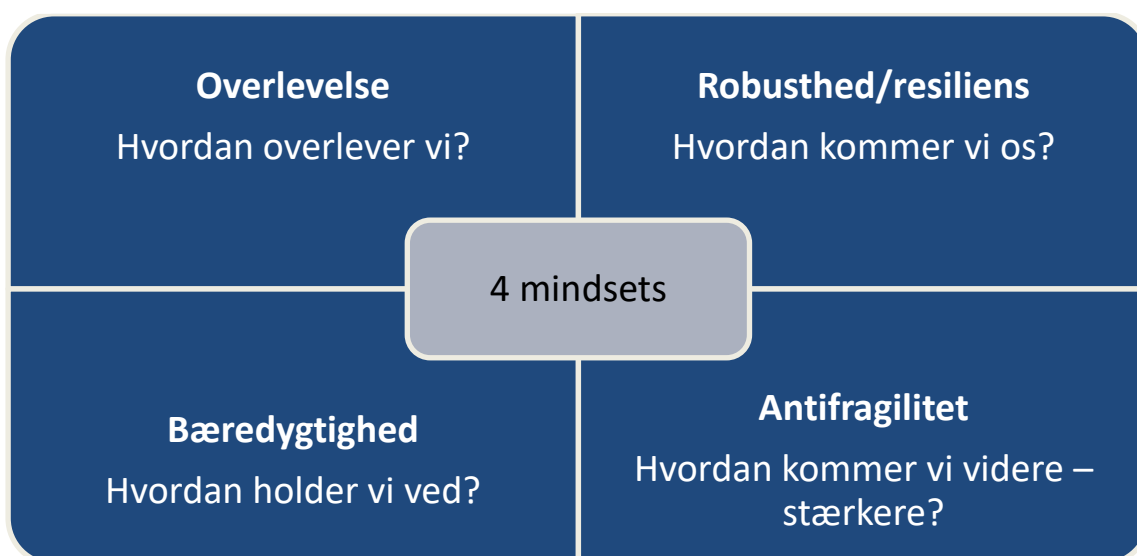 Overlevelse
Hvordan overlever vi?
Robusthed/resiliens
Hvordan kommer vi os?
4 mindsets
Bæredygtighed
Hvordan holder vi ved?
Antifragilitet
Hvordan kommer vi videre –
stærkere?